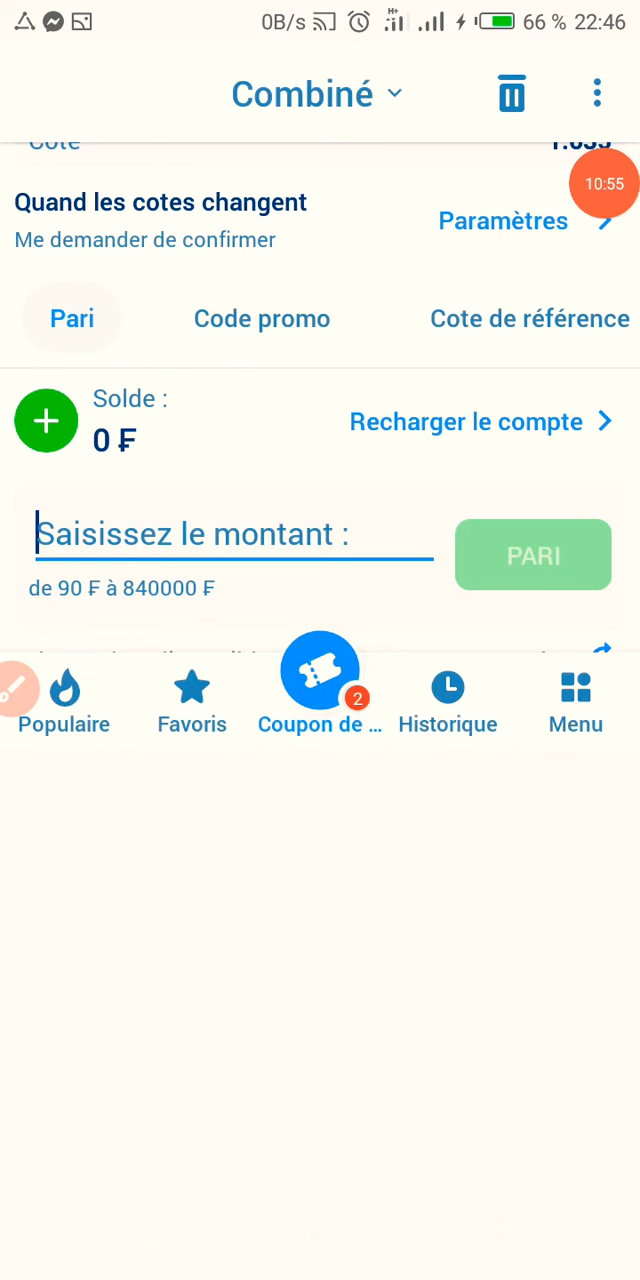 0B/s H+ 66 % 22:46
Combiné
Cote
10:55
Quand les cotes changent
Me demander de confirmer
Paramètres
Pari Code promo Cote de référence
Solde :
0 ₣
Recharger le compte
Saisissez le montant :
PARI
de 90 ₣ à 840000 ₣
2
Populaire Favoris Coupon de ... Historique Menu